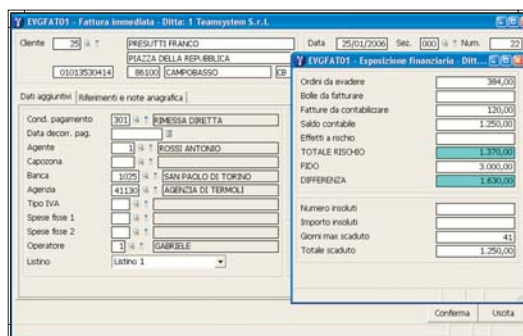 EVGFAT01 - Fattura immediata - Ditta: 1 Teamsystem S.r.l.
Cliente 25 PRESUTTI FRANCO Data 25/01/2006 Sez. 000 Num. 22
PIAZZA DELLA REPUBBLICA
01013530414 86100 CAMPOBASSO CB
Dati aggiuntivi Riferimenti e note anagrafica
Cond. pagamento 301 RIMESSA DIRETTA
Data decorr. pag.
Agente 1 ROSSI ANTONIO
Capozona
Banca 1025 SAN PAOLO DI TORINO
Agenzia 41130 AGENZIA DI TERMOLI
Tipo IVA
Spese fisse 1
Spese fisse 2
Operatore 1 GABRIELE
Listino Listino 1
EVGFAT01 - Esposizione finanziaria - Ditt...
Ordini da evadere 384,00
Bolle da fatturare
Fatture da contabilizzare 120,00
Saldo contabile 1.250,00
Effetti a rischio
TOTALE RISCHIO 1.370,00
FIDO 3.000,00
DIFFERENZA 1.630,00
Numero insoluti
Importo insoluti
Giorni max scaduto 41
Totale scaduto 1.250,00
Conferma Uscita